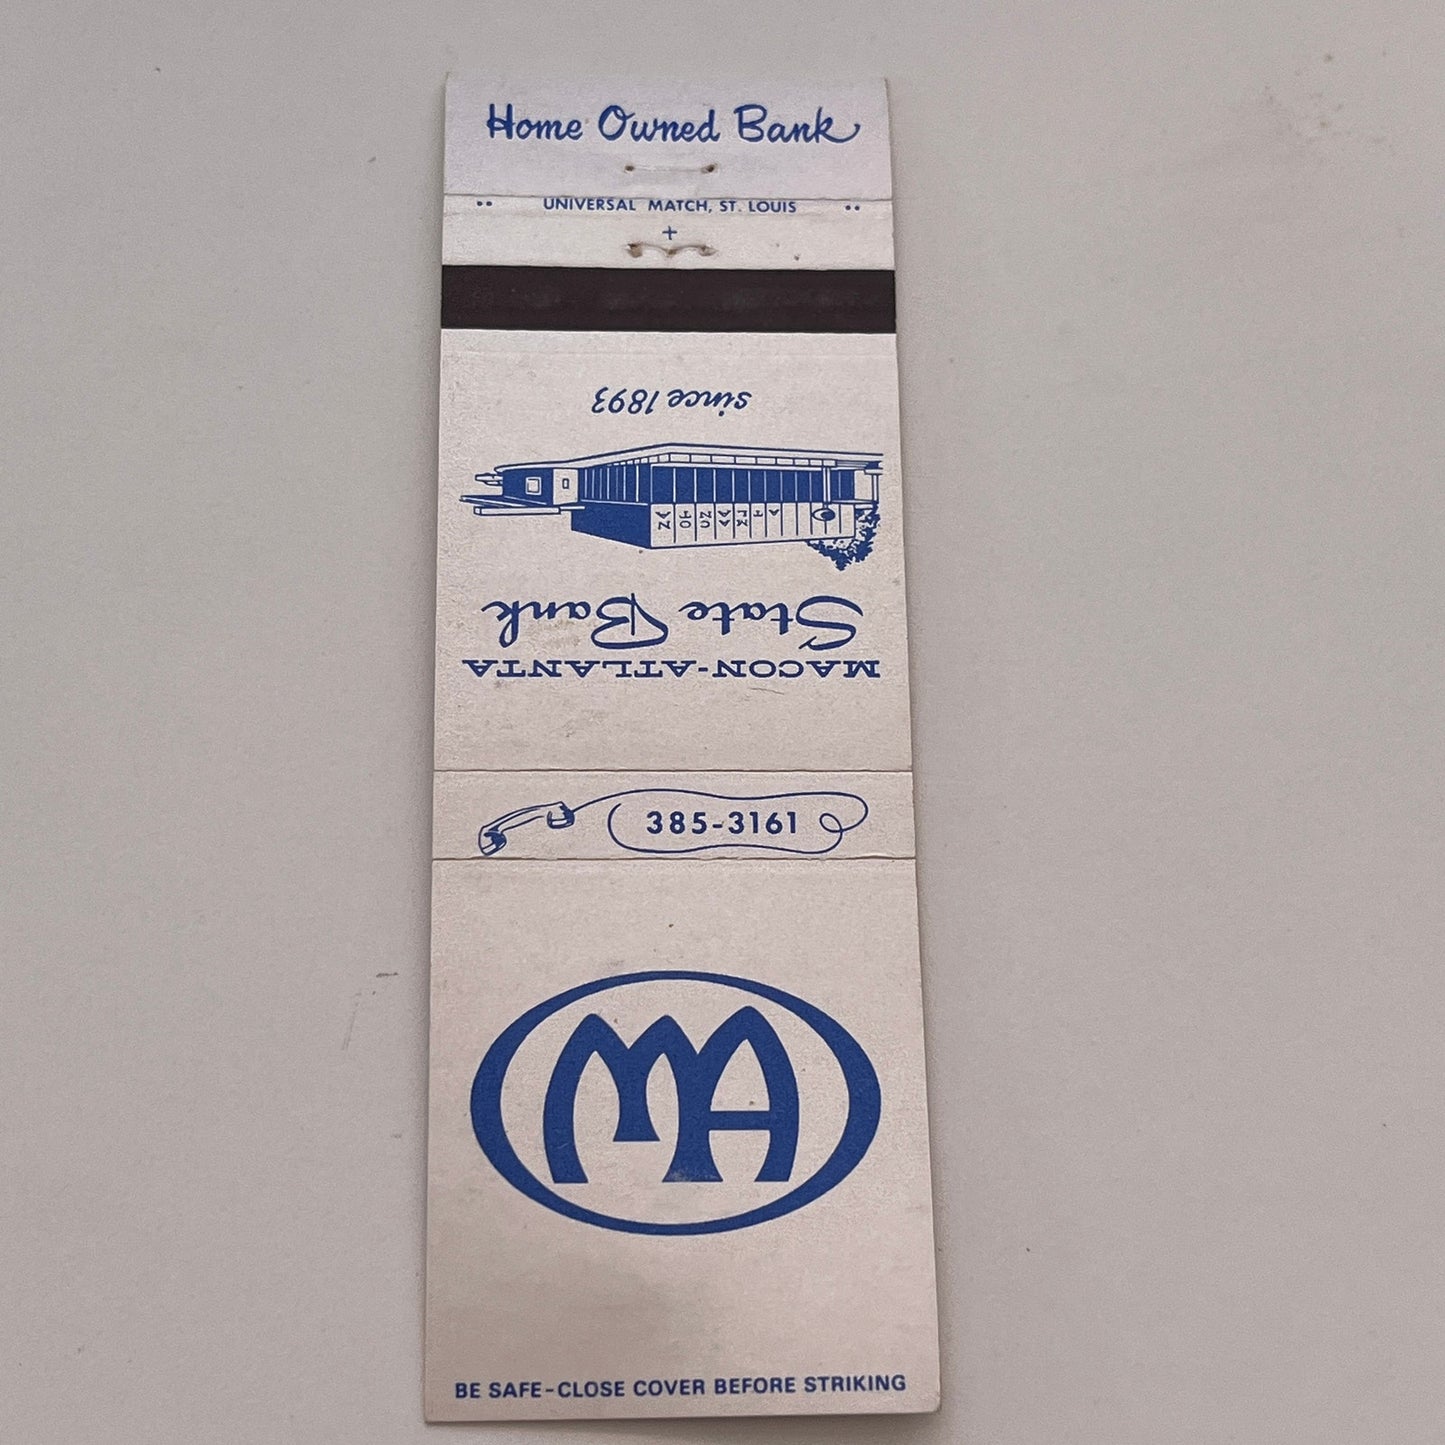 Home Owned Bank
UNIVERSAL MATCH, ST. LOUIS
MACON-ATLANTA
State Bank
since 1893
385-3161
MA
BE SAFE-CLOSE COVER BEFORE STRIKING